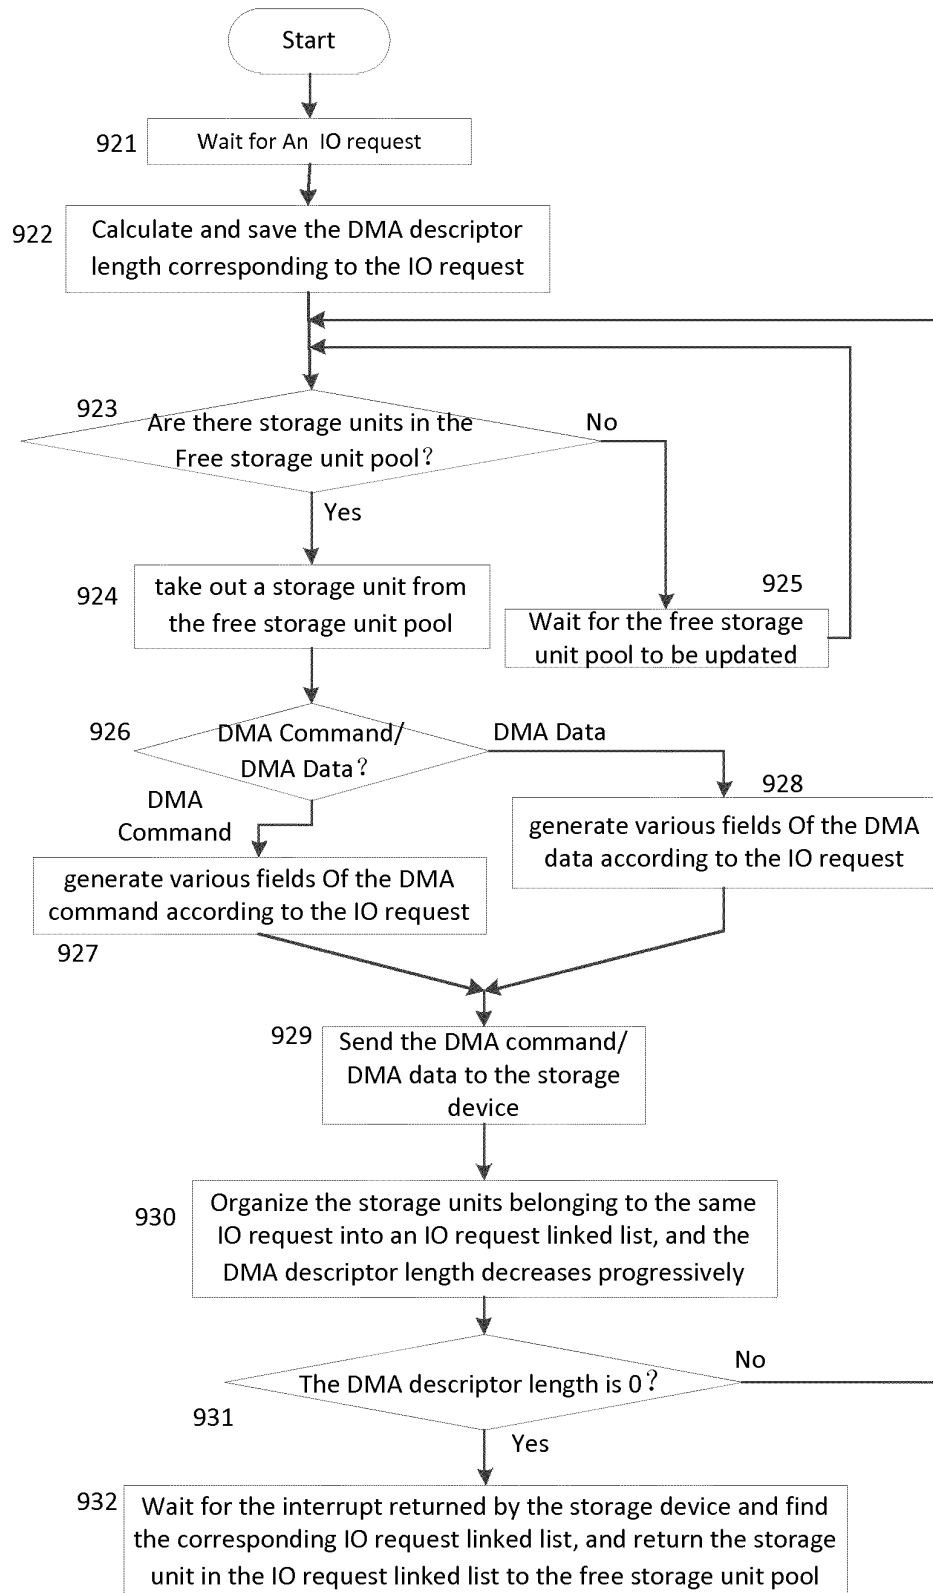 Start
921
Wait for An IO request
922
Calculate and save the DMA descriptor
length corresponding to the IO request
923
Are there storage units in the
Free storage unit pool?
No
Yes
924
take out a storage unit from
the free storage unit pool
925
Wait for the free storage
unit pool to be updated
926
DMA Command/
DMA Data?
DMA Data
DMA
Command
928
generate various fields Of the DMA
data according to the IO request
generate various fields Of the DMA
command according to the IO request
927
929
Send the DMA command/
DMA data to the storage
device
930
Organize the storage units belonging to the same
IO request into an IO request linked list, and the
DMA descriptor length decreases progressively
The DMA descriptor length is 0?
No
931
Yes
932
Wait for the interrupt returned by the storage device and find
the corresponding IO request linked list, and return the storage
unit in the IO request linked list to the free storage unit pool